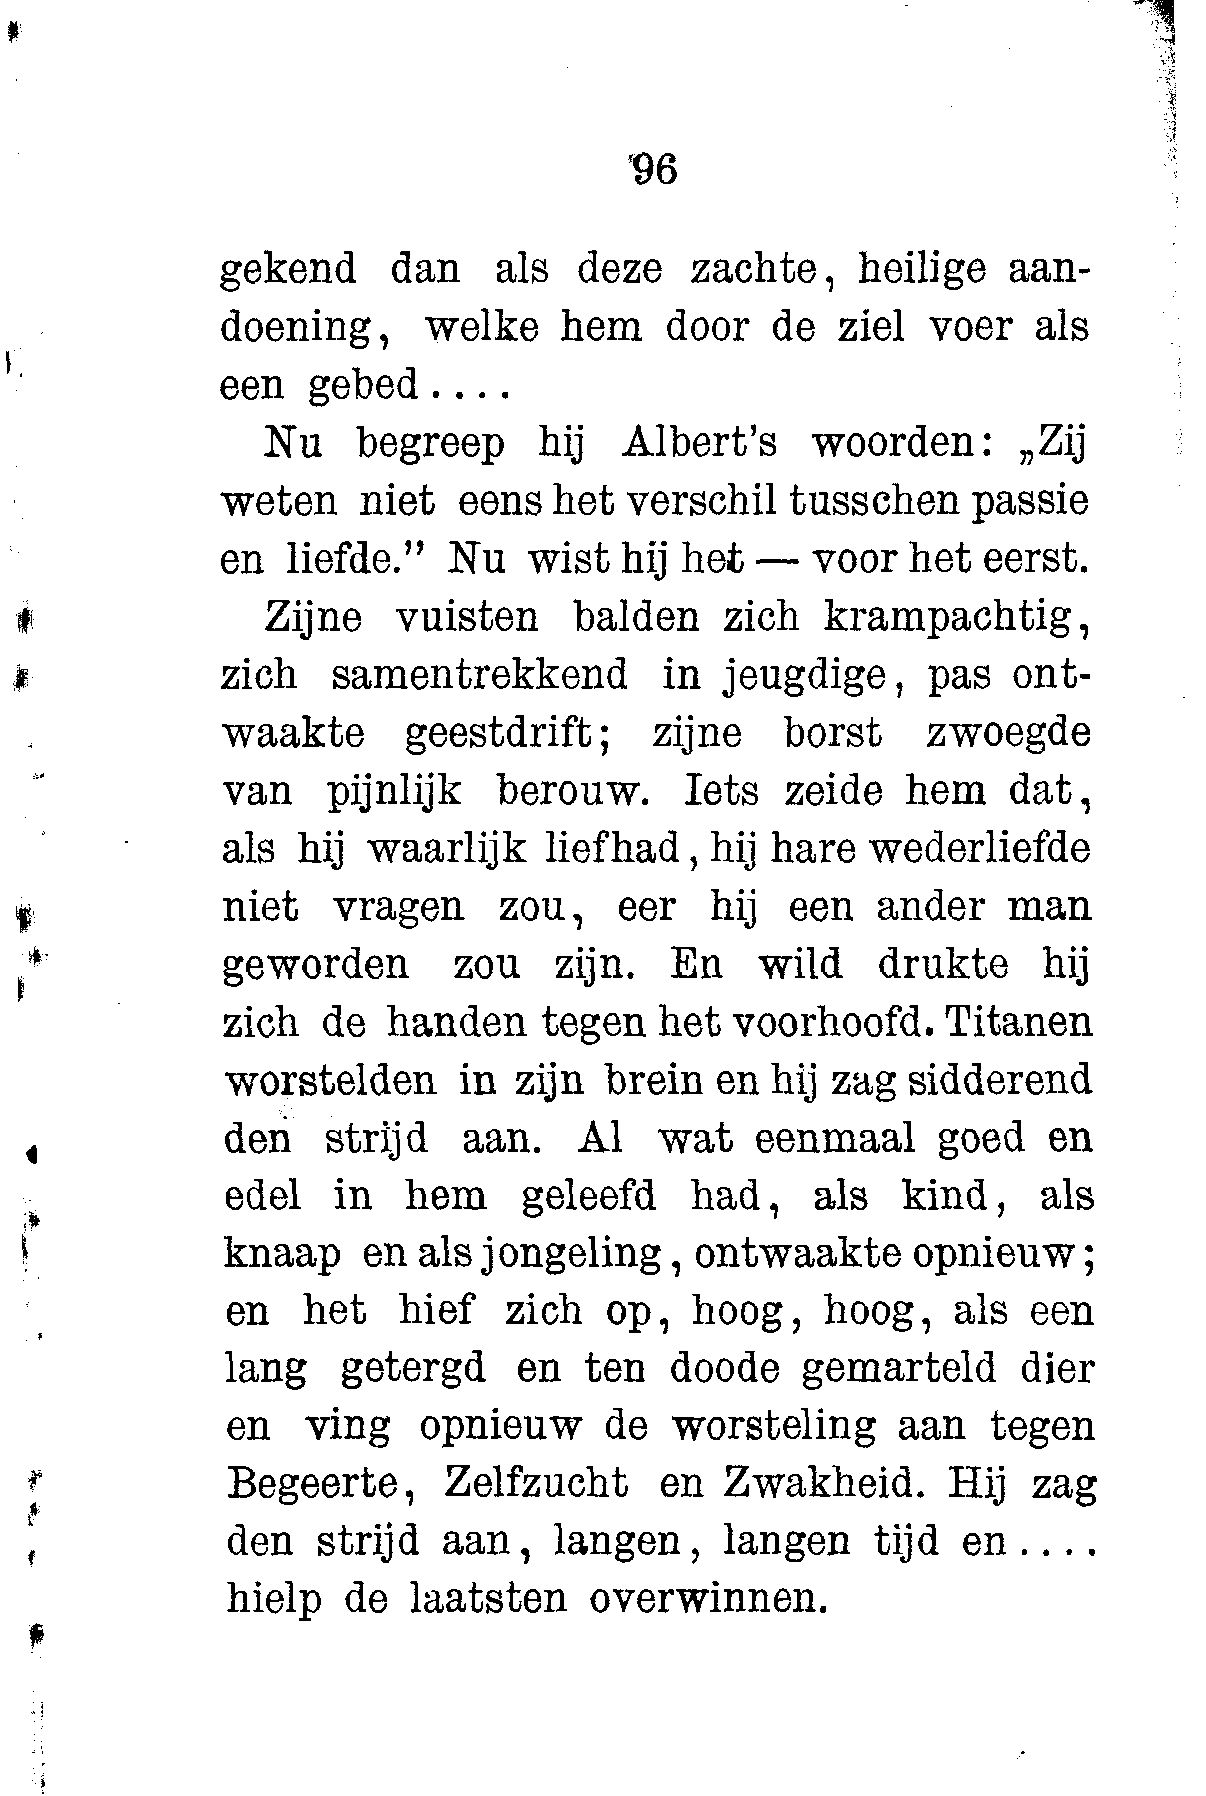 96
gekend dan als deze zachte, heilige aan-
doening, welke hem door de ziel voer als
een gebed....
Nu begreep hij Albert's woorden: „Zij
weten niet eens het verschil tusschen passie
en liefde.” Nu wist hij het — voor het eerst.
Zijne vuisten balden zich krampachtig,
zich samentrekkend in jeugdige, pas ont-
waakte geestdrift; zijne borst zwoegde
van pijnlijk berouw. Iets zeide hem dat,
als hij waarlijk liefhad, hij hare wederliefde
niet vragen zou, eer hij een ander man
geworden zou zijn. En wild drukte hij
zich de handen tegen het voorhoofd. Titanen
worstelden in zijn brein en hij zag sidderend
den strijd aan. Al wat eenmaal goed en
edel in hem geleefd had, als kind, als
knaap en als jongeling, ontwaakte opnieuw;
en het hief zich op, hoog, hoog, als een
lang getergd en ten doode gemarteld dier
en ving opnieuw de worsteling aan tegen
Begeerte, Zelfzucht en Zwakheid. Hij zag
den strijd aan, langen, langen tijd en....
hielp de laatsten overwinnen.